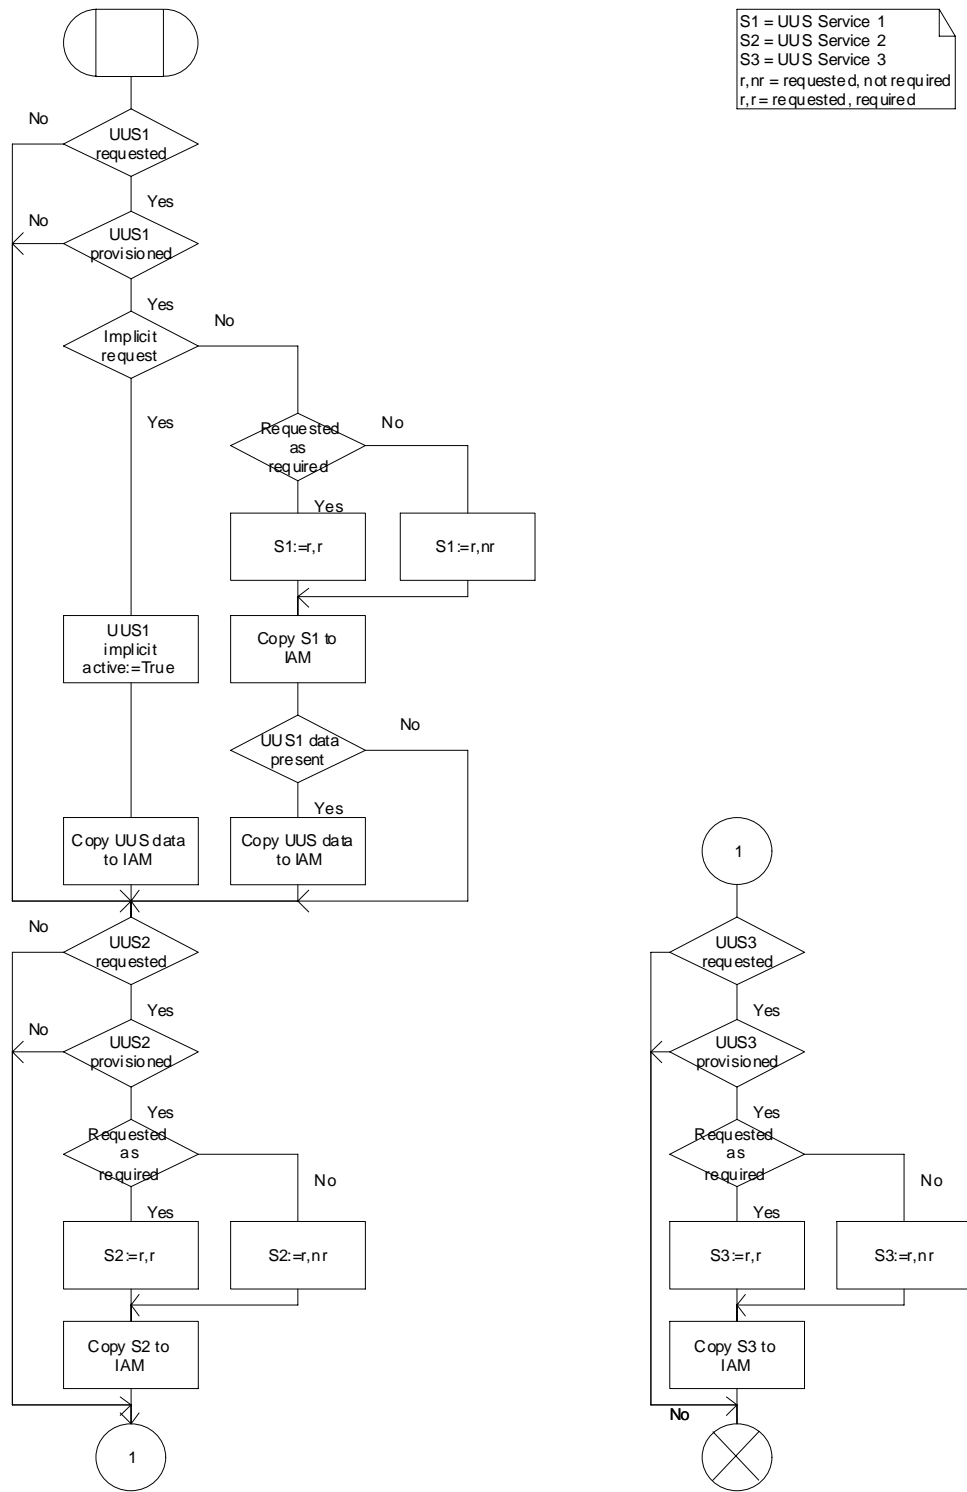 S1 = UUS Service 1
S2 = UUS Service 2
S3 = UUS Service 3
r,nr = requested, not required
r,r = requested, required
No
UUS1
requested
Yes
No
UUS1
provisioned
Yes
No
Implicit
request
Yes
No
Requested
as
required
Yes
S1:=r,r
S1:=r,nr
UUS1
implicit
active:=True
Copy S1 to
IAM
No
UUS1 data
present
Yes
Copy UUS data
to IAM
Copy UUS data
to IAM
No
UUS2
requested
Yes
No
UUS2
provisioned
Yes
Requested
as
required
No
Yes
S2:=r,r
S2:=r,nr
Copy S2 to
IAM
1
1
UUS3
requested
Yes
UUS3
provisioned
Yes
Requested
as
required
No
Yes
S3:=r,r
S3:=r,nr
Copy S3 to
IAM
No